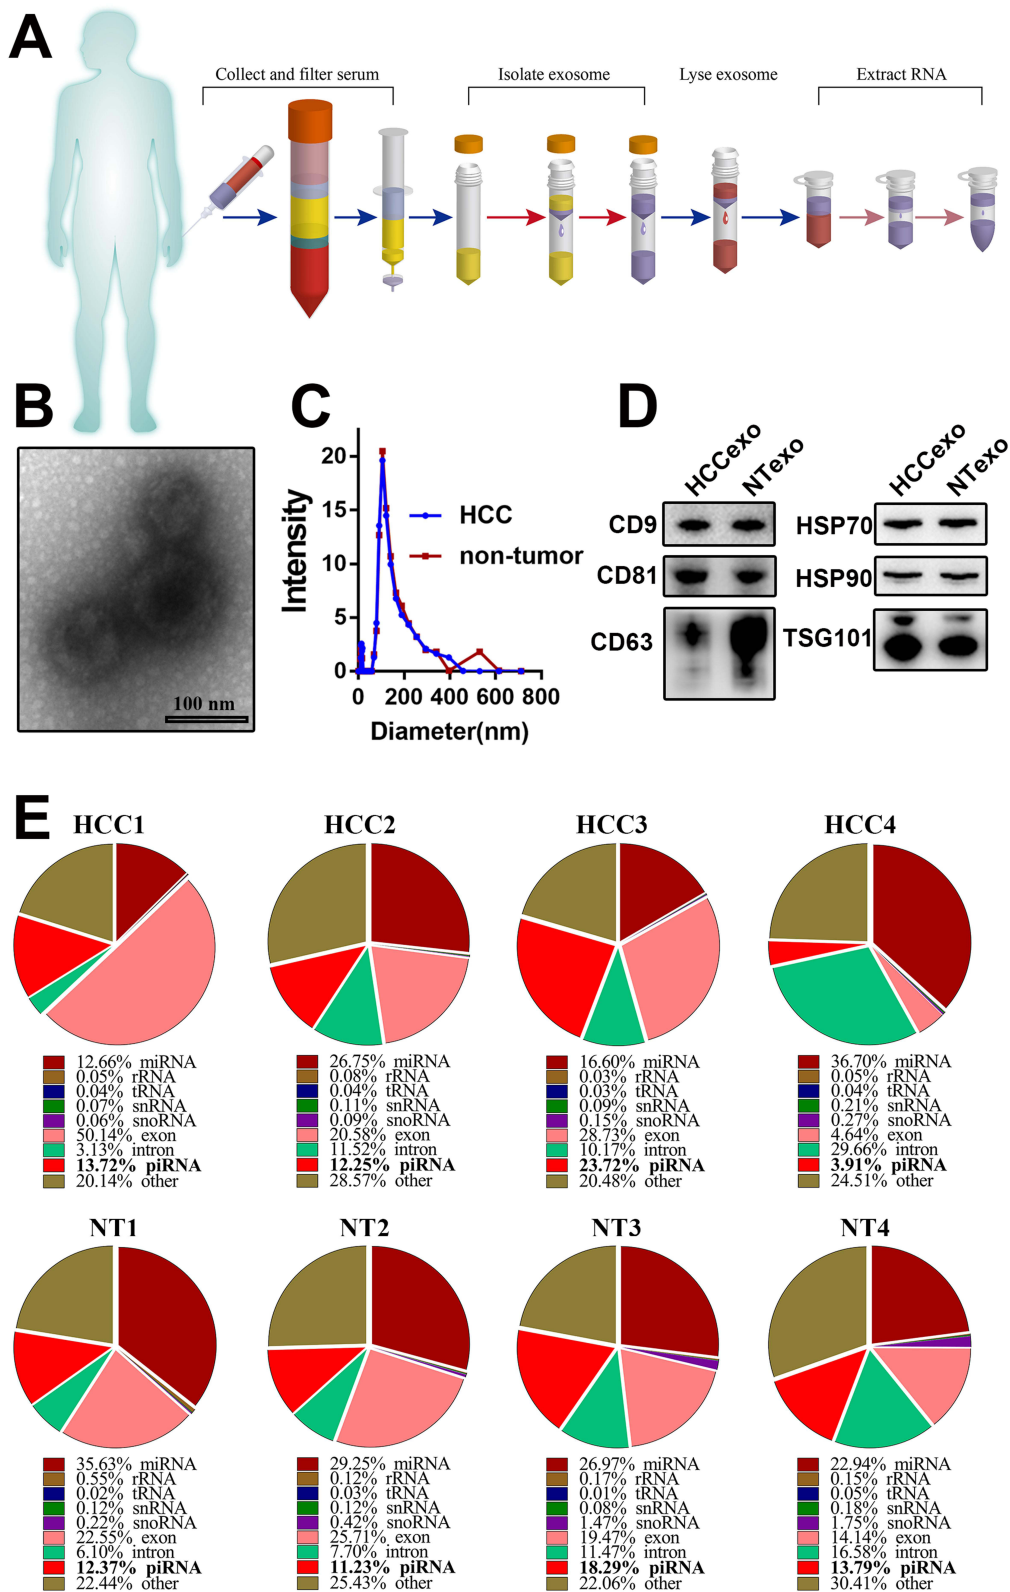 A
Collect and filter serum
Isolate exosome
Lyse exosome
Extract RNA
B
100 nm
C
Intensity
20
15
10
5
0
0 200 400 600 800
Diameter(nm)
HCC
non-tumor
D
HCCexo NTexo
CD9
CD81
CD63
HCCexo NTexo
HSP70
HSP90
TSG101
E
HCC1
12.66% miRNA
0.05% rRNA
0.04% tRNA
0.07% snRNA
0.06% snoRNA
50.14% exon
3.13% intron
13.72% piRNA
20.14% other
HCC2
26.75% miRNA
0.08% rRNA
0.04% tRNA
0.11% snRNA
0.09% snoRNA
20.58% exon
11.52% intron
12.25% piRNA
28.57% other
HCC3
16.60% miRNA
0.03% rRNA
0.03% tRNA
0.09% snRNA
0.15% snoRNA
28.73% exon
10.17% intron
23.72% piRNA
20.48% other
HCC4
36.70% miRNA
0.05% rRNA
0.04% tRNA
0.21% snRNA
0.27% snoRNA
4.64% exon
29.66% intron
3.91% piRNA
24.51% other
NT1
35.63% miRNA
0.55% rRNA
0.02% tRNA
0.12% snRNA
0.22% snoRNA
22.55% exon
6.10% intron
12.37% piRNA
22.44% other
NT2
29.25% miRNA
0.12% rRNA
0.03% tRNA
0.12% snRNA
0.42% snoRNA
25.71% exon
7.70% intron
11.23% piRNA
25.43% other
NT3
26.97% miRNA
0.17% rRNA
0.01% tRNA
0.08% snRNA
1.47% snoRNA
19.47% exon
11.47% intron
18.29% piRNA
22.06% other
NT4
22.94% miRNA
0.15% rRNA
0.05% tRNA
0.18% snRNA
1.75% snoRNA
14.14% exon
16.58% intron
13.79% piRNA
30.41% other